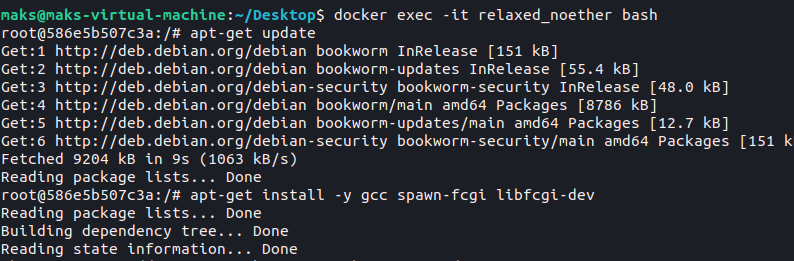 maks@maks-virtual-machine:~/Desktop$ docker exec -it relaxed_noether bash
root@586e5b507c3a:/# apt-get update
Get:1 http://deb.debian.org/debian bookworm InRelease [151 kB]
Get:2 http://deb.debian.org/debian bookworm-updates InRelease [55.4 kB]
Get:3 http://deb.debian.org/debian-security bookworm-security InRelease [48.0 kB]
Get:4 http://deb.debian.org/debian bookworm/main amd64 Packages [8786 kB]
Get:5 http://deb.debian.org/debian bookworm-updates/main amd64 Packages [12.7 kB]
Get:6 http://deb.debian.org/debian-security bookworm-security/main amd64 Packages [151 k
Fetched 9204 kB in 9s (1063 kB/s)
Reading package lists... Done
root@586e5b507c3a:/# apt-get install -y gcc spawn-fcgi libfcgi-dev
Reading package lists... Done
Building dependency tree... Done
Reading state information... Done